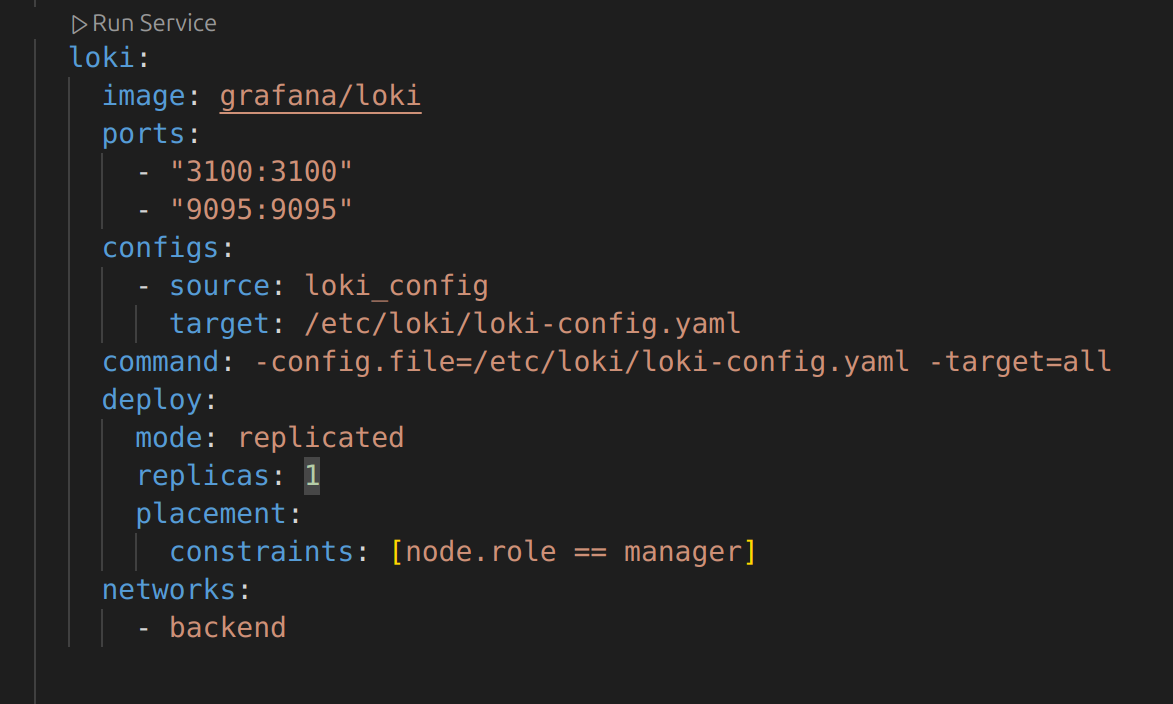 Run Service
loki:
image: grafana/loki
ports:
- "3100:3100"
- "9095:9095"
configs:
- source: loki_config
target: /etc/loki/loki-config.yaml
command: -config.file=/etc/loki/loki-config.yaml -target=all
deploy:
mode: replicated
replicas: 1
placement:
constraints: [node.role == manager]
networks:
- backend